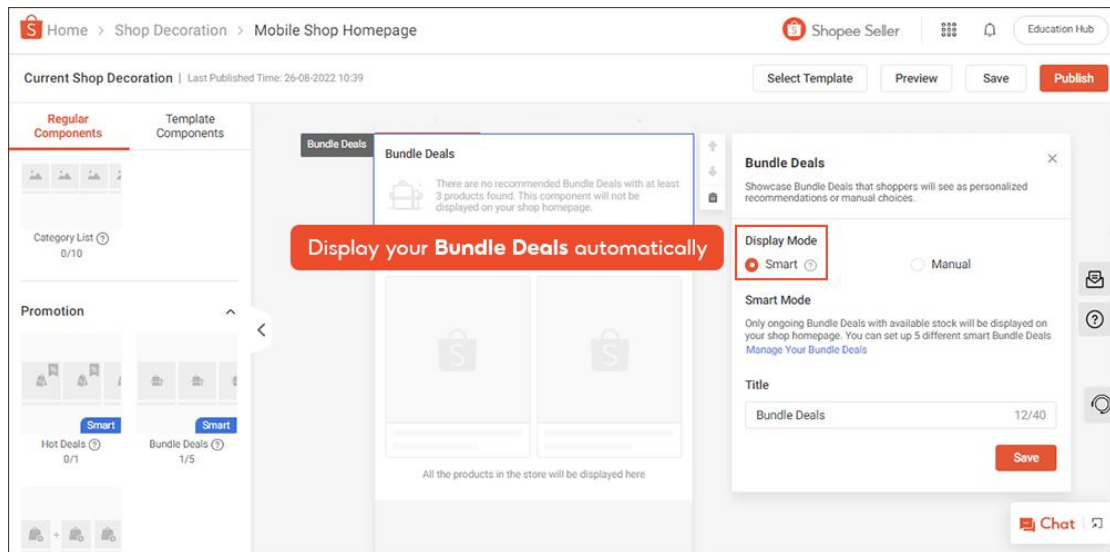 Home > Shop Decoration > Mobile Shop Homepage
Shopee Seller
Education Hub
Current Shop Decoration | Last Published Time: 26-08-2022 10:39
Select Template
Preview
Save
Publish
Regular
Components
Template
Components
Category List
0/10
Promotion
Smart
Hot Deals
0/1
Smart
Bundle Deals
1/5
Bundle Deals
Bundle Deals
There are no recommended Bundle Deals with at least
3 products found. This component will not be
displayed on your shop homepage.
Display your Bundle Deals automatically
All the products in the store will be displayed here
Bundle Deals
Showcase Bundle Deals that shoppers will see as personalized
recommendations or manual choices.
Display Mode
Smart
Manual
Smart Mode
Only ongoing Bundle Deals with available stock will be displayed on
your shop homepage. You can set up 5 different smart Bundle Deals
Manage Your Bundle Deals
Title
Bundle Deals 12/40
Save
Chat